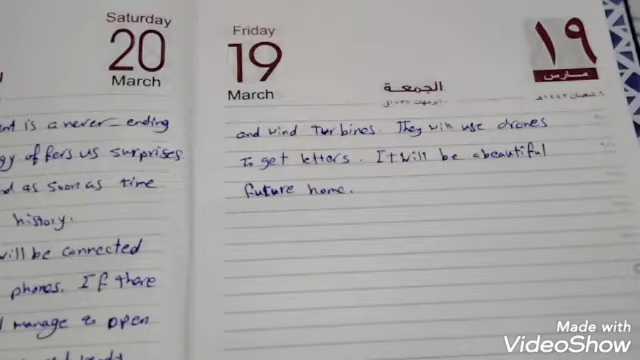 Saturday
20
March
ent is a never-ending
gy offers us surprises
nd as soon as time
history.
will be connected
phones. If there
manage to open
Friday
19
March
١٩
مارس
الجمعة
and wind turbines. They will use drones
To get letters. It will be a beautiful
future home.
Made with
VideoShow